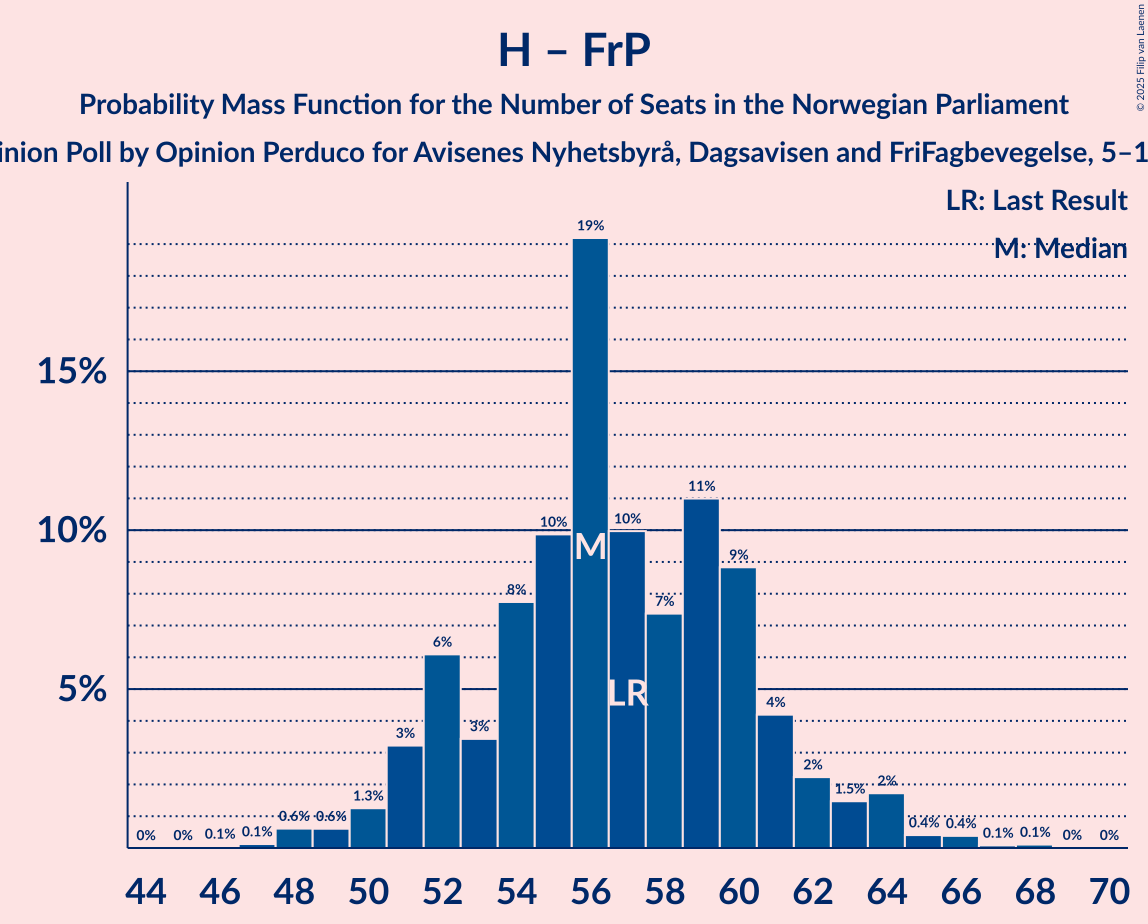 H – FrP
Probability Mass Function for the Number of Seats in the Norwegian Parliament
inion Poll by Opinion Perduco for Avisenes Nyhetsbyrå, Dagsavisen and FriFagbevegelse, 5–1
© 2025 Filip van Laenen
LR: Last Result
M: Median
15%
10%
5%
0% 0% 0.1% 0.1% 0.6% 0.6% 1.3% 3% 6% 3% 8% 10% 19% 10% 7% 11% 9% 4% 2% 1.5% 2% 0.4% 0.4% 0.1% 0.1% 0% 0%
M
LR
44 46 48 50 52 54 56 58 60 62 64 66 68 70